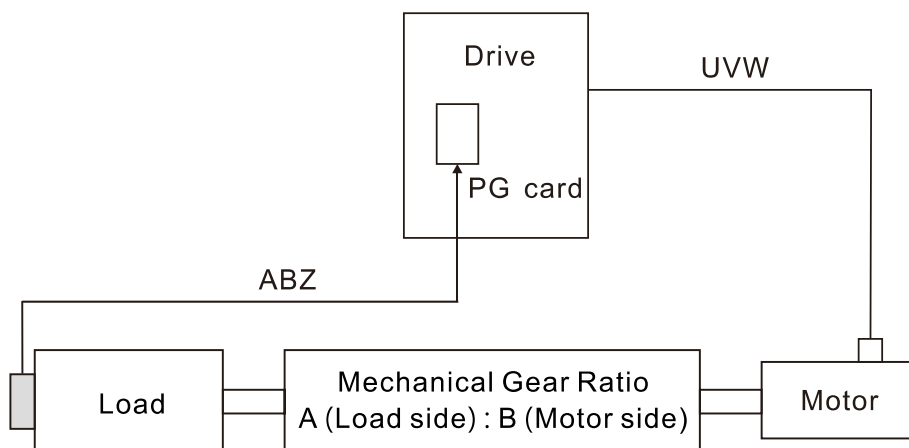 Drive
UVW
PG card
ABZ
Load
Mechanical Gear Ratio
A (Load side) : B (Motor side)
Motor